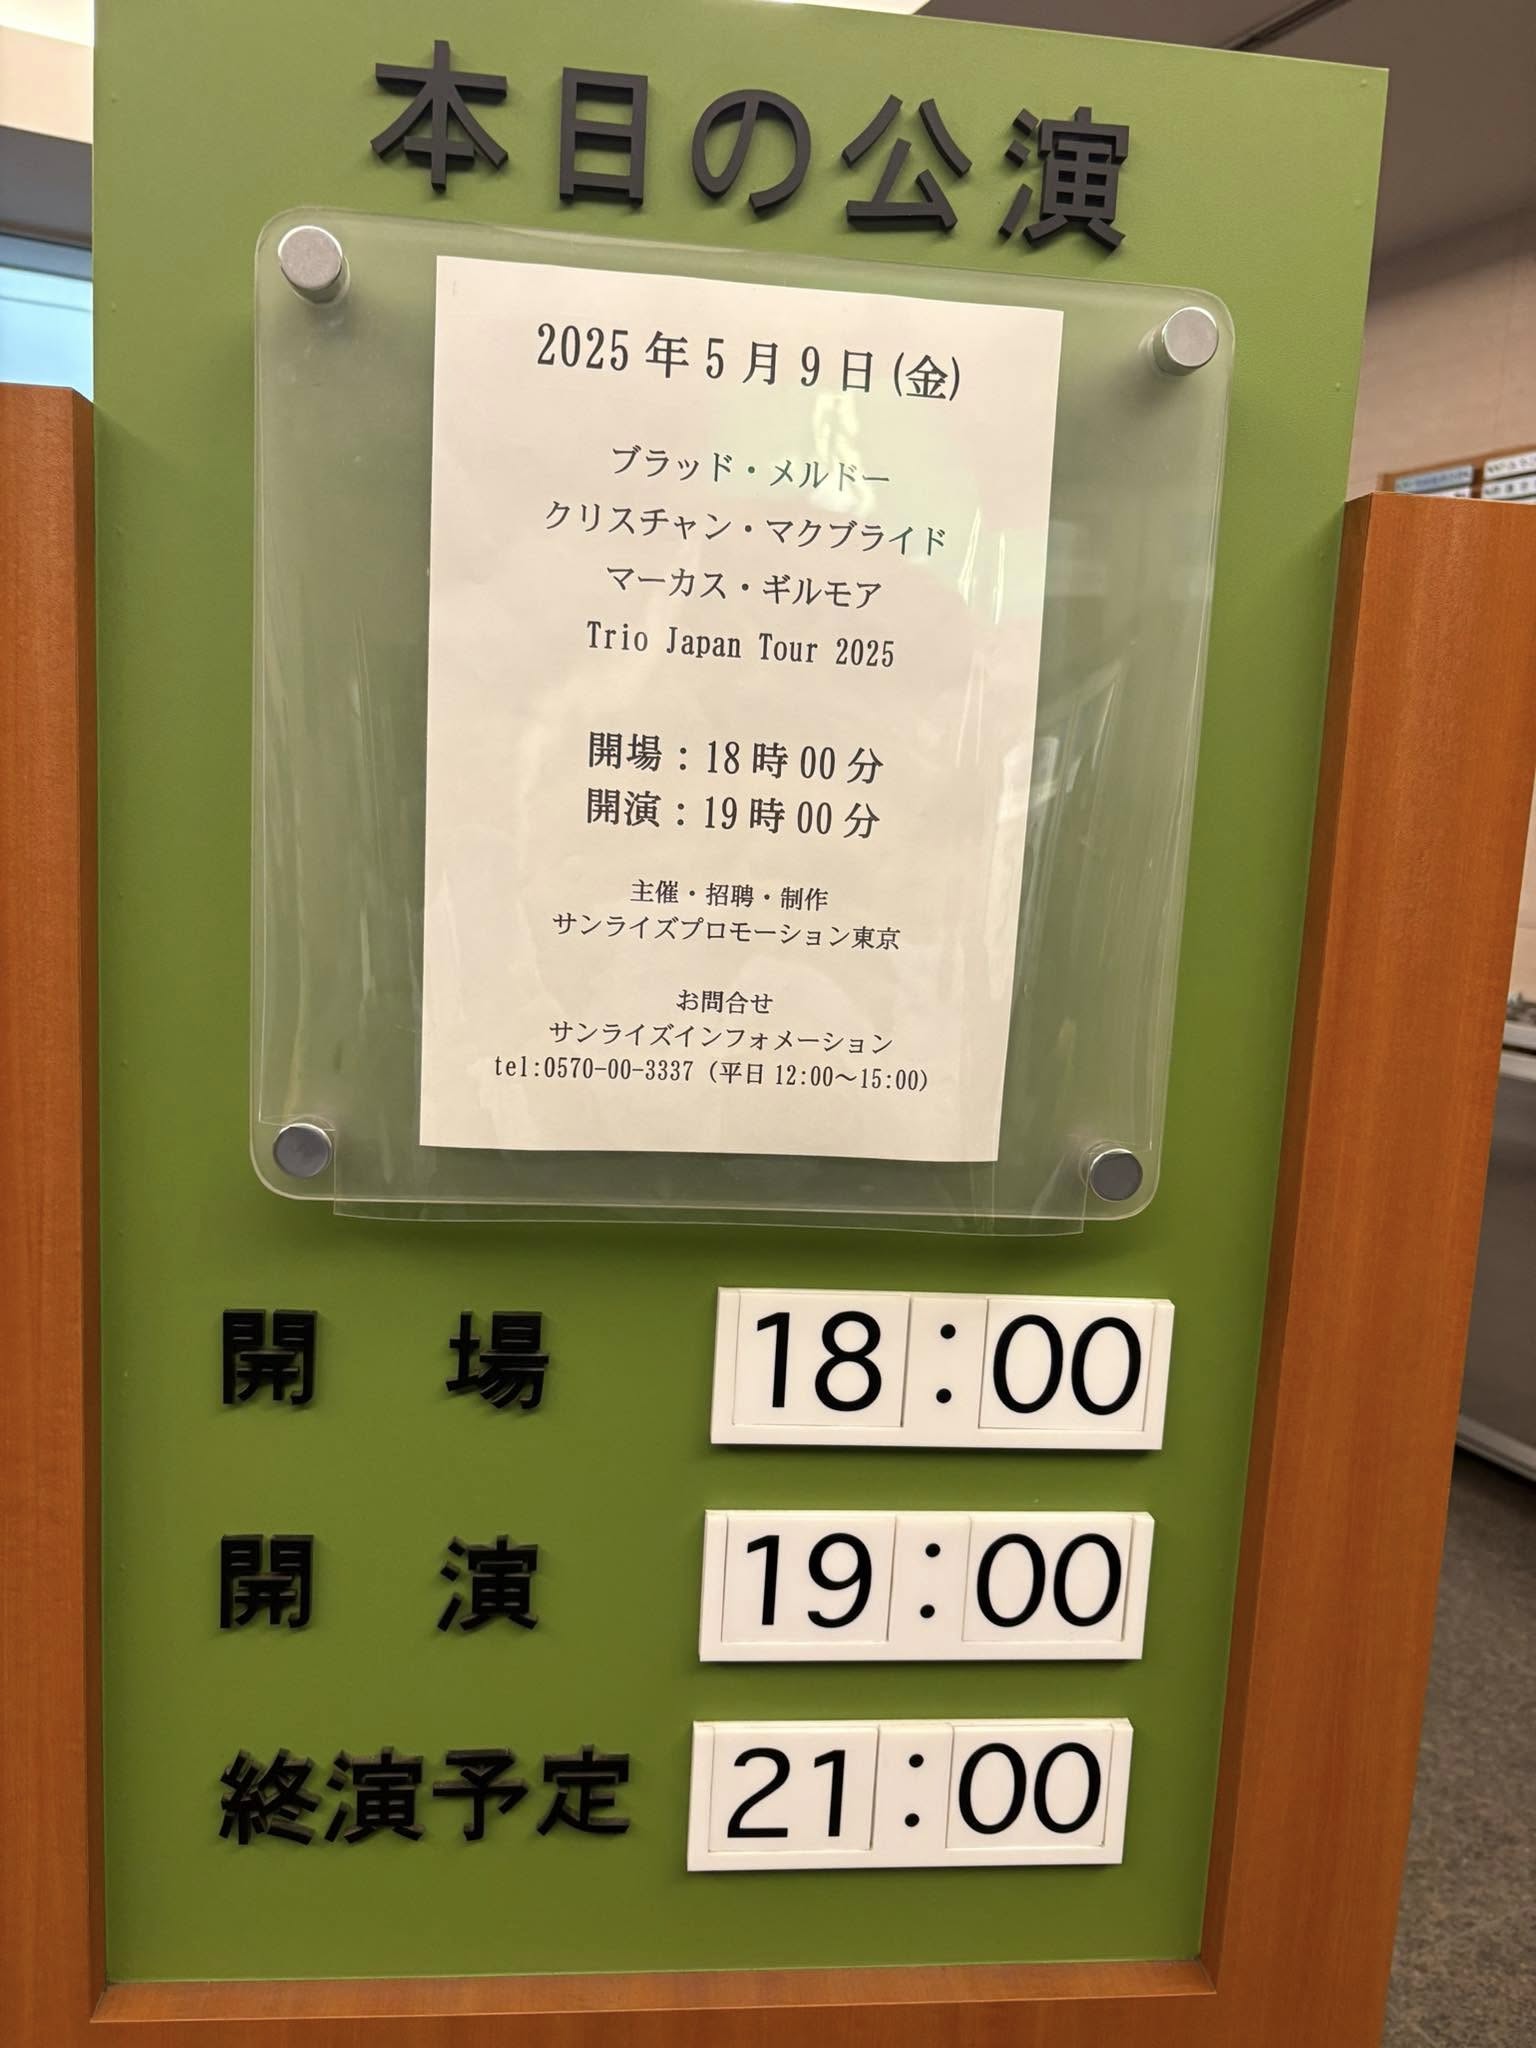 本日の公演
2025年5月9日(金)
ブラッド・メルドー
クリスチャン・マクブライド
マーカス・ギルモア
Trio Japan Tour 2025
開場：18時00分
開演：19時00分
主催・招聘・制作
サンライズプロモーション東京
お問合せ
サンライズインフォメーション
tel:0570-00-3337 (平日12:00～15:00)
開場 18:00
開演 19:00
終演予定 21:00